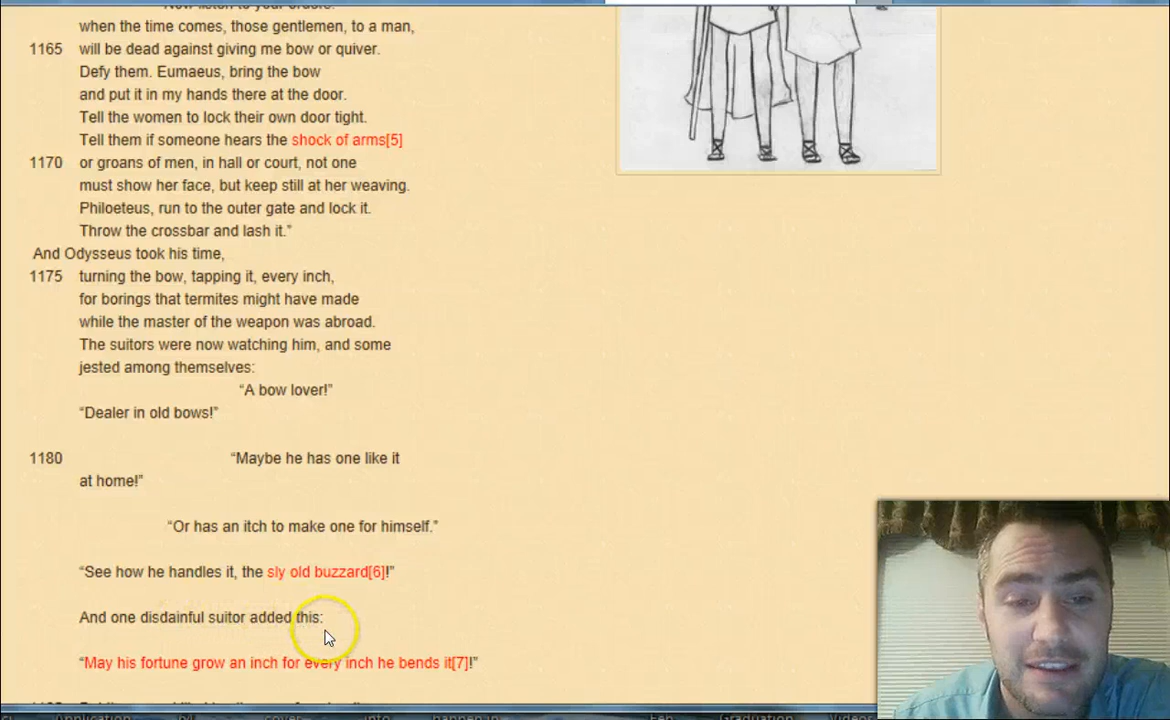 when the time comes, those gentlemen, to a man,
1165 will be dead against giving me bow or quiver.
Defy them. Eumaeus, bring the bow
and put it in my hands there at the door.
Tell the women to lock their own door tight.
Tell them if someone hears the shock of arms[5]
1170 or groans of men, in hall or court, not one
must show her face, but keep still at her weaving.
Philoeteus, run to the outer gate and lock it.
Throw the crossbar and lash it.”
And Odysseus took his time,
1175 turning the bow, tapping it, every inch,
for borings that termites might have made
while the master of the weapon was abroad.
The suitors were now watching him, and some
jested among themselves:
“A bow lover!”
“Dealer in old bows!”
1180 “Maybe he has one like it
at home!”
“Or has an itch to make one for himself.”
“See how he handles it, the sly old buzzard[6]!”
And one disdainful suitor added this:
“May his fortune grow an inch for every inch he bends it[7]!”